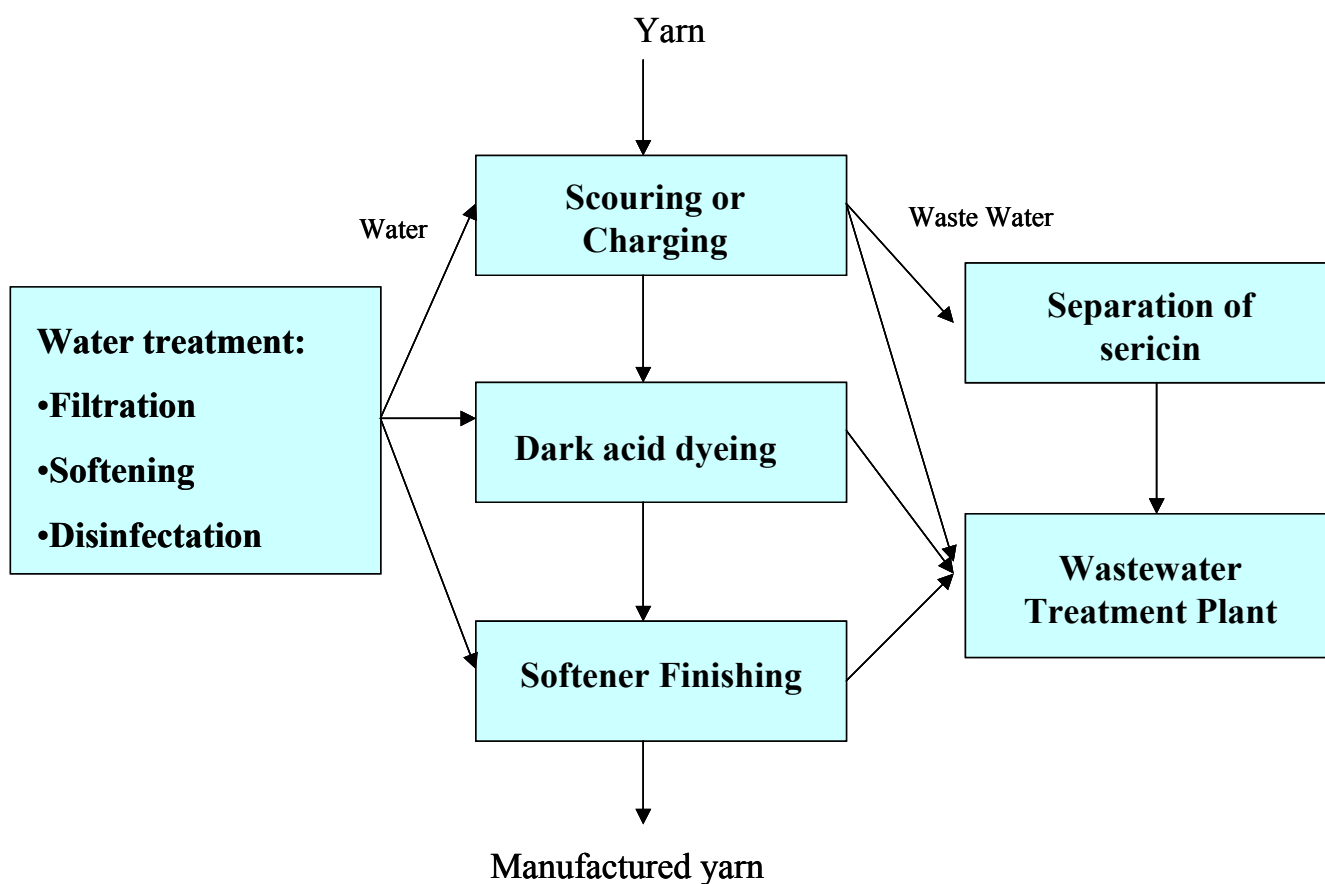 Yarn
Scouring or
Charging
Water
Waste Water
Water treatment:
•Filtration
•Softening
•Disinfectation
Separation of
sericin
Dark acid dyeing
Wastewater
Treatment Plant
Softener Finishing
Manufactured yarn